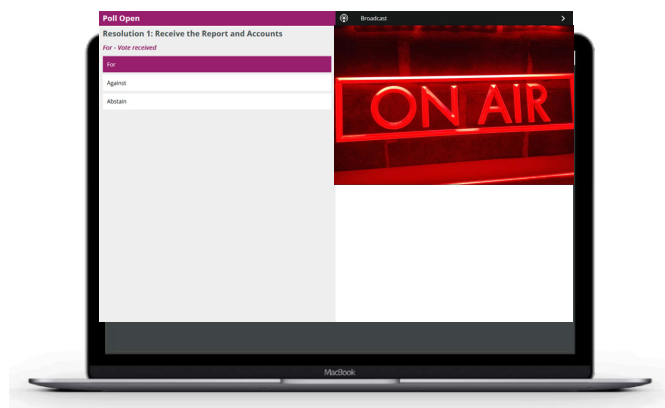 Poll Open
Broadcast
Resolution 1: Receive the Report and Accounts
For - Vote received
For
Against
Abstain
ON AIR
MacBook